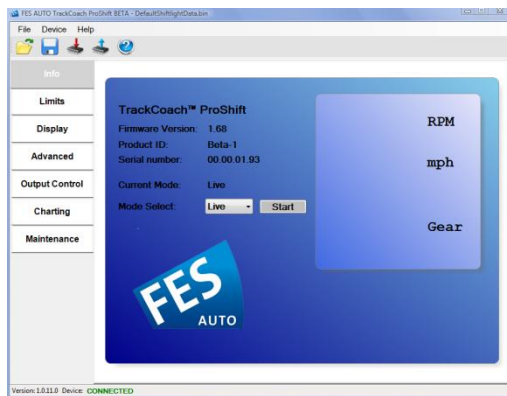 FES AUTO TrackCoach ProShift BETA - DefaultShiftlightData.bin
File Device Help
Info
Limits
Display
Advanced
Output Control
Charting
Maintenance
TrackCoach™ ProShift
Firmware Version: 1.68
Product ID: Beta-1
Serial number: 00.00.01.93
Current Mode: Live
Mode Select: Live Start
RPM
mph
Gear
FES
AUTO
Version: 1.0.11.0 Device: CONNECTED